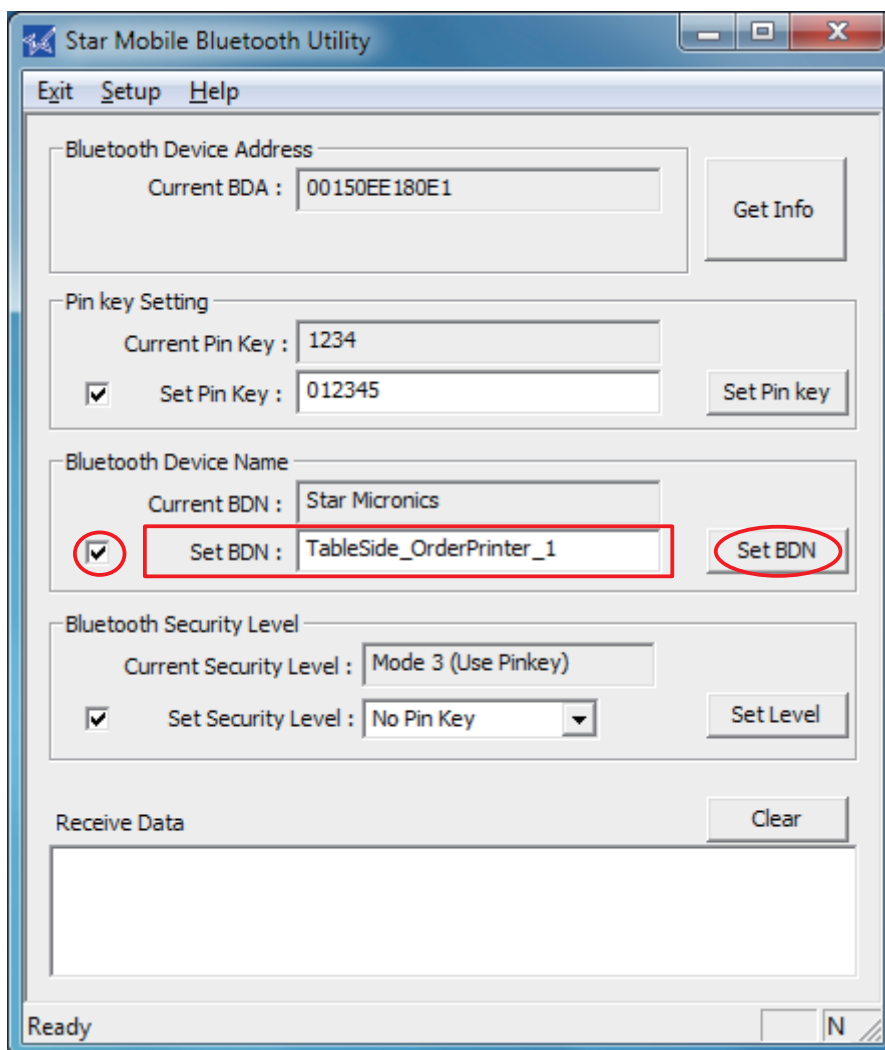 Star Mobile Bluetooth Utility
Exit Setup Help
Bluetooth Device Address
Current BDA : 00150EE180E1
Get Info
Pin key Setting
Current Pin Key : 1234
Set Pin Key : 012345 Set Pin key
Bluetooth Device Name
Current BDN : Star Micronics
Set BDN : TableSide_OrderPrinter_1 Set BDN
Bluetooth Security Level
Current Security Level : Mode 3 (Use Pinkey)
Set Security Level : No Pin Key Set Level
Receive Data Clear
Ready N